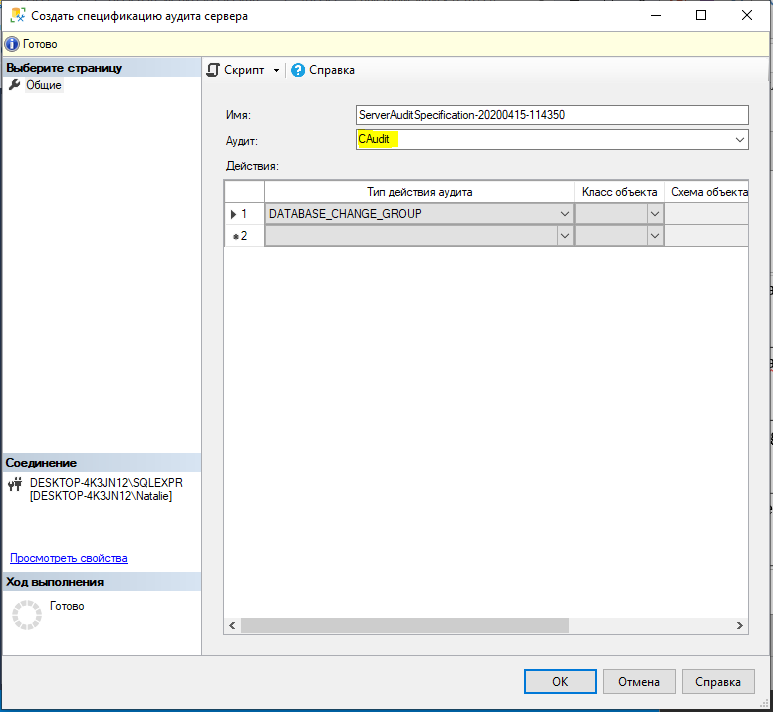 Создать спецификацию аудита сервера
Готово
Выберите страницу
Общие
Скрипт
Справка
Имя:
ServerAuditSpecification-20200415-114350
Аудит:
CAudit
Действия:
Тип действия аудита
Класс объекта
Схема объекта
1
DATABASE_CHANGE_GROUP
*2
Соединение
DESKTOP-4K3JN12\SQLEXPR
[DESKTOP-4K3JN12\Natalie]
Просмотреть свойства
Ход выполнения
Готово
OK
Отмена
Справка